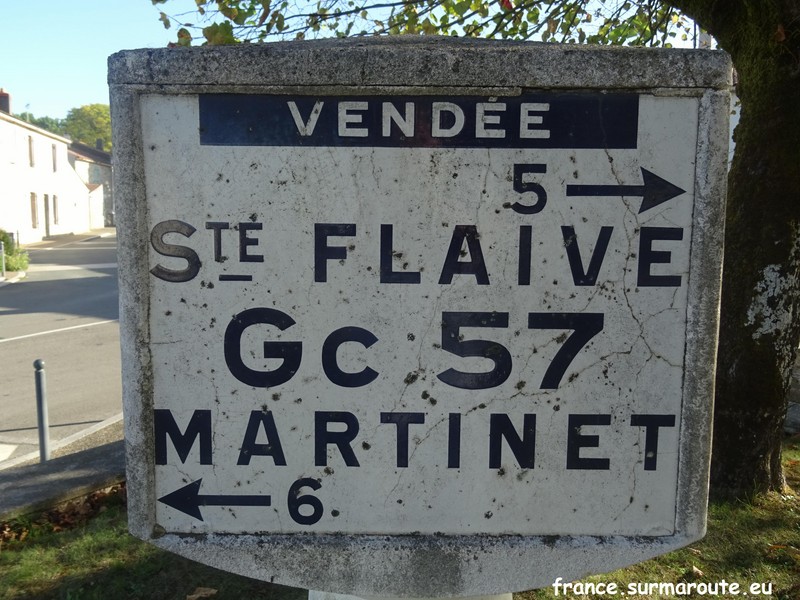 VENDÉE
5 →
STE FLAIVE
Gc 57
MARTINET
← 6
france.surmaroute.eu